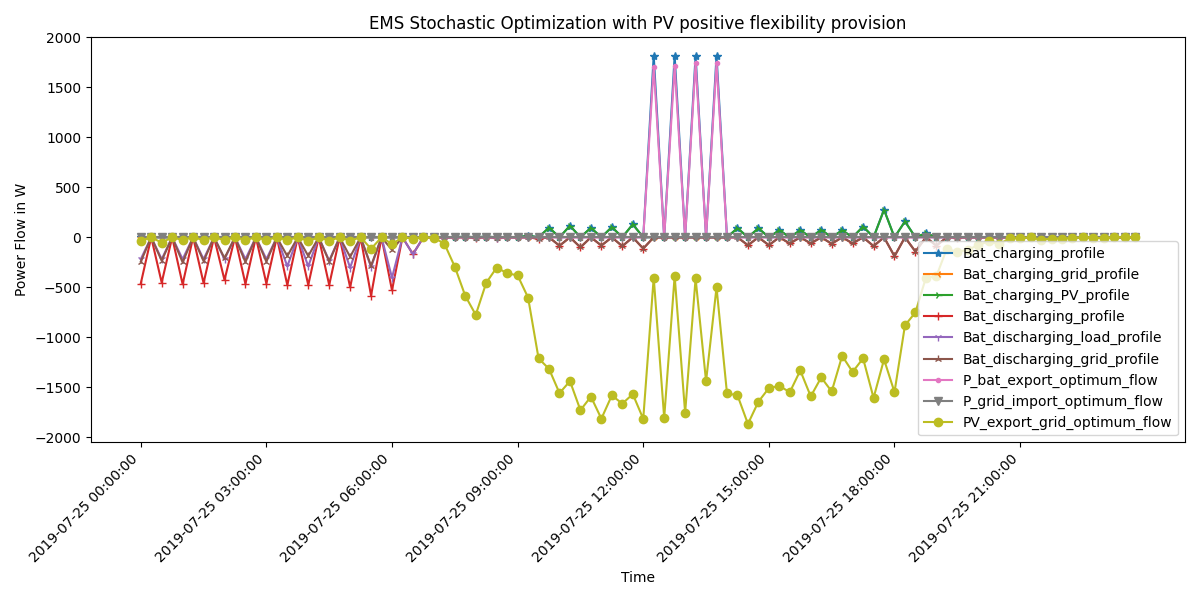 EMS Stochastic Optimization with PV positive flexibility provision
Power Flow in W
2000
1500
1000
500
0
−500
−1000
−1500
−2000
Bat_charging_profile
Bat_charging_grid_profile
Bat_charging_PV_profile
Bat_discharging_profile
Bat_discharging_load_profile
Bat_discharging_grid_profile
P_bat_export_optimum_flow
P_grid_import_optimum_flow
PV_export_grid_optimum_flow
2019-07-25 00:00:00
2019-07-25 03:00:00
2019-07-25 06:00:00
2019-07-25 09:00:00
2019-07-25 12:00:00
2019-07-25 15:00:00
2019-07-25 18:00:00
2019-07-25 21:00:00
Time